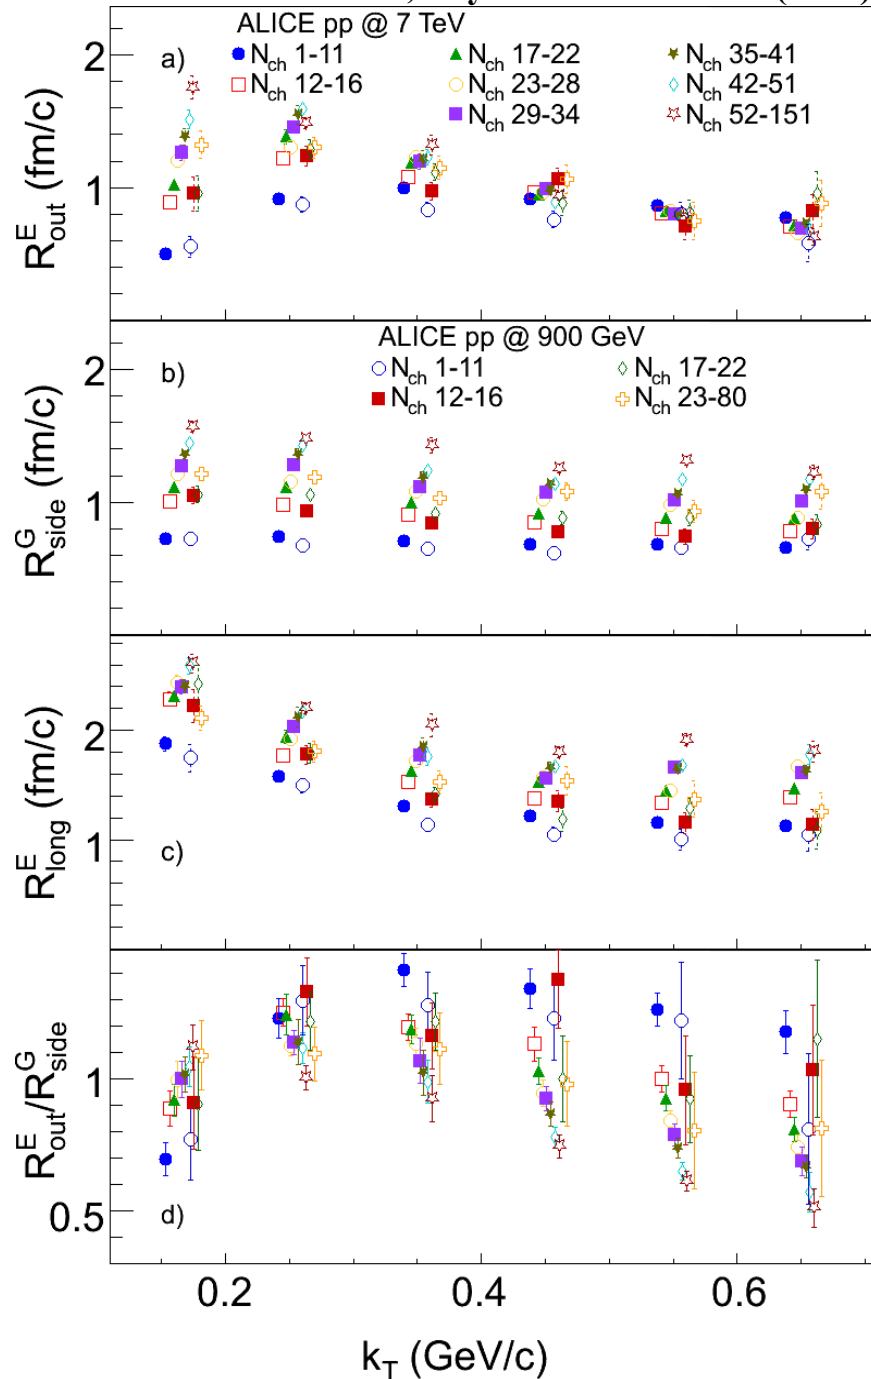 ALICE pp @ 7 TeV
a)
N_ch 1-11
N_ch 17-22
N_ch 35-41
N_ch 12-16
N_ch 23-28
N_ch 42-51
N_ch 29-34
N_ch 52-151
2
1
R^E_out (fm/c)
ALICE pp @ 900 GeV
b)
N_ch 1-11
N_ch 17-22
N_ch 12-16
N_ch 23-80
2
1
R^G_side (fm/c)
2
1
R^E_long (fm/c)
c)
1
0.5
R^E_out/R^G_side
d)
0.2
0.4
0.6
k_T (GeV/c)